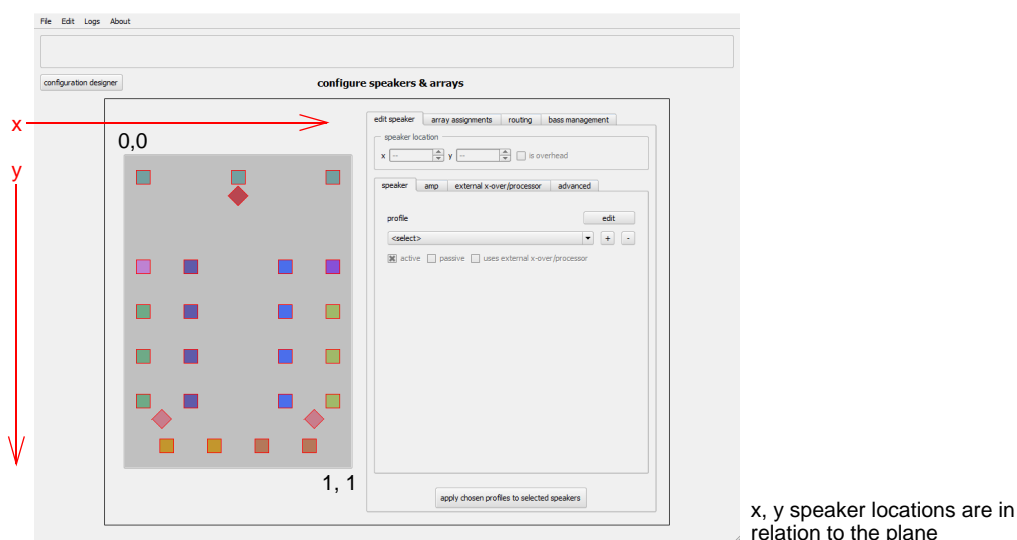 File Edit Logs About
configuration designer
configure speakers & arrays
x
y
0,0
1, 1
edit speaker array assignments routing bass management
speaker location
x -- y -- is overhead
speaker amp external x-over/processor advanced
profile edit
<select> + -
active passive uses external x-over/processor
apply chosen profiles to selected speakers
x, y speaker locations are in
relation to the plane